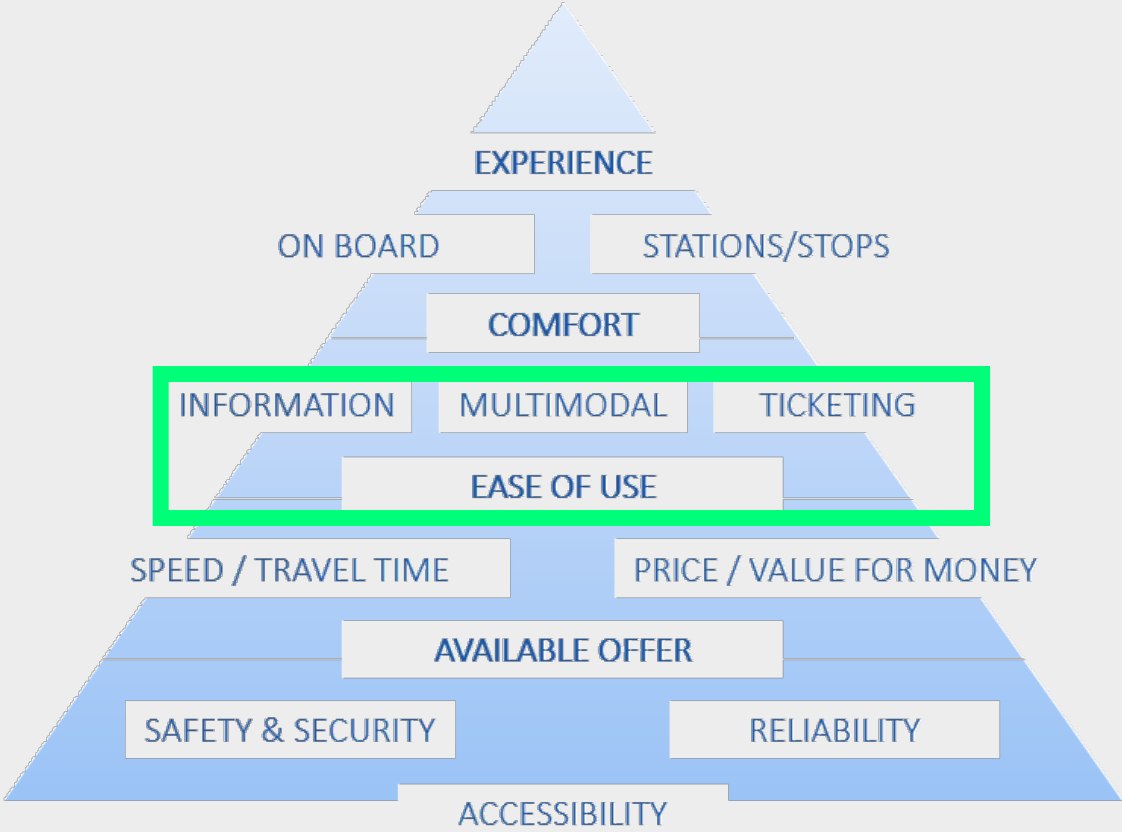 EXPERIENCE
ON BOARD STATIONS/STOPS
COMFORT
INFORMATION MULTIMODAL TICKETING
EASE OF USE
SPEED / TRAVEL TIME PRICE / VALUE FOR MONEY
AVAILABLE OFFER
SAFETY & SECURITY RELIABILITY
ACCESSIBILITY